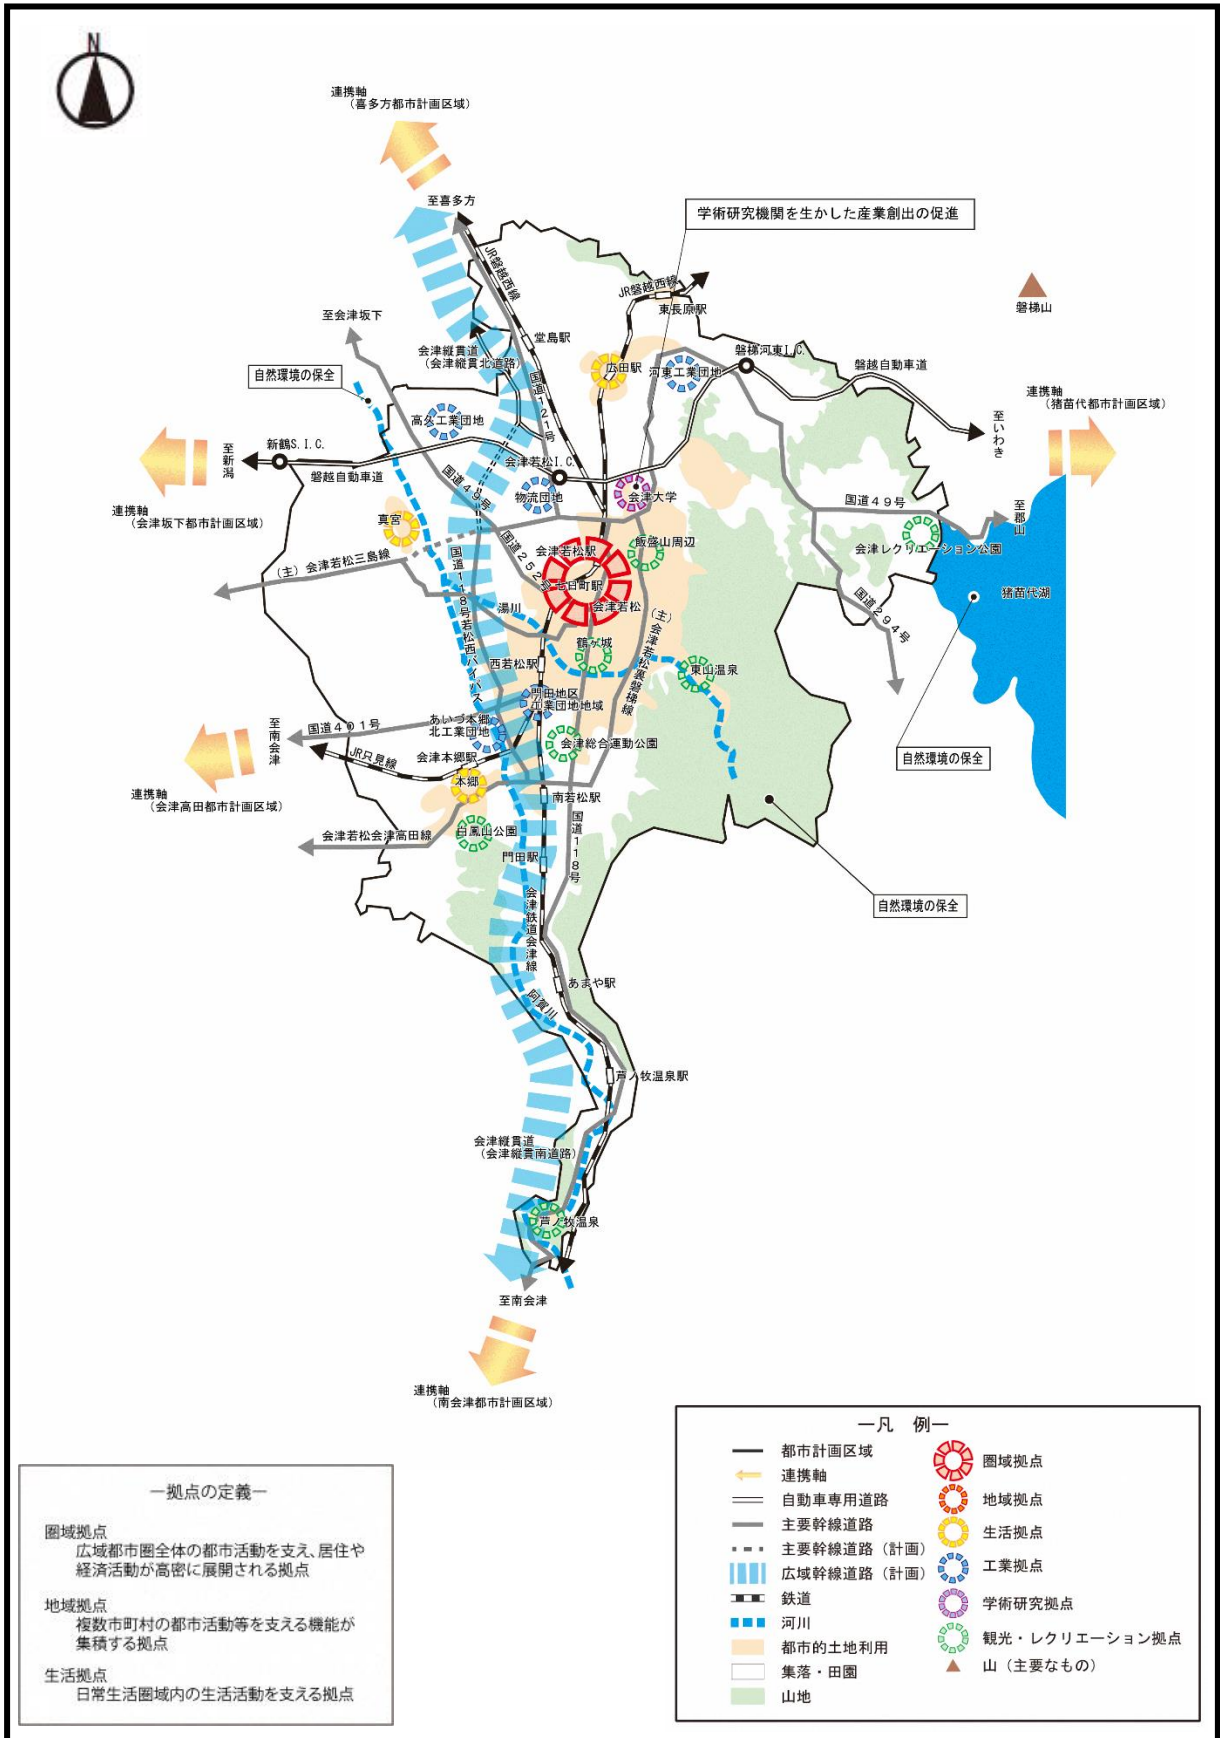 N
連携軸
(喜多方都市計画区域)
至喜多方
学術研究機関を生かした産業創出の促進
JR磐越西線
JR磐越西線
東長原駅
磐梯山
至会津坂下
会津縦貫道
(会津縦貫北道路)
堂島駅
国道121号
広田駅
河東工業団地
磐梯河東I.C.
磐越自動車道
至いわき
連携軸
(猪苗代都市計画区域)
自然環境の保全
高久工業団地
新鶴S.I.C.
至新潟
磐越自動車道
国道49号
会津若松I.C.
物流団地
会津大学
国道49号
至郡山
連携軸
(会津坂下都市計画区域)
真宮
国道252号
会津若松駅
飯盛山周辺
会津レクリエーション公園
(主)会津若松三島線
国道118号若松西バイパス
七日町駅
会津若松
猪苗代湖
国道294号
湯川
鶴ヶ城
(主)会津若松裏磐梯線
西若松駅
東山温泉
門田地区
工業団地地域
至南会津
国道401号
あいづ本郷
北工業団地
会津総合運動公園
自然環境の保全
JR只見線
会津本郷駅
本郷
連携軸
(会津高田都市計画区域)
南若松駅
会津若松会津高田線
白鳳山公園
国道118号
門田駅
会津鉄道会津線
自然環境の保全
あまや駅
阿賀川
芦ノ牧温泉駅
会津縦貫道
(会津縦貫南道路)
芦ノ牧温泉
至南会津
連携軸
(南会津都市計画区域)
―拠点の定義―
圏域拠点
広域都市圏全体の都市活動を支え、居住や
経済活動が高密に展開される拠点
地域拠点
複数市町村の都市活動等を支える機能が
集積する拠点
生活拠点
日常生活圏域内の生活活動を支える拠点
―凡 例―
都市計画区域
連携軸
自動車専用道路
主要幹線道路
主要幹線道路(計画)
広域幹線道路(計画)
鉄道
河川
都市的土地利用
集落・田園
山地
圏域拠点
地域拠点
生活拠点
工業拠点
学術研究拠点
観光・レクリエーション拠点
山(主要なもの)